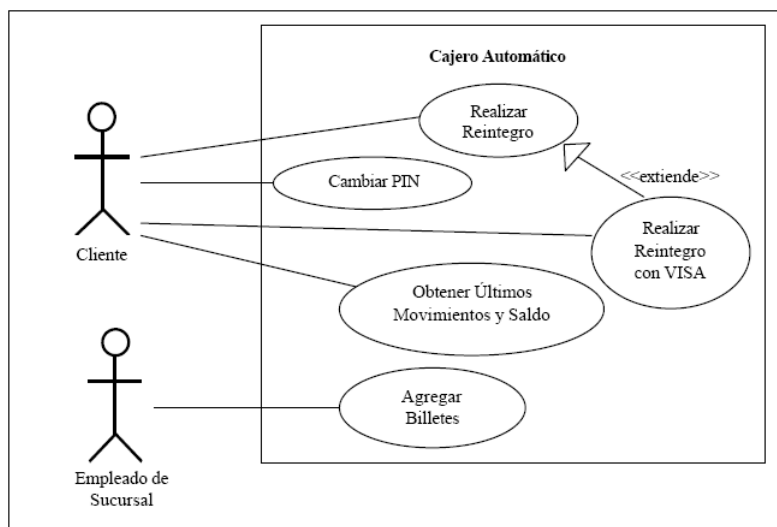 Cajero Automático
Realizar
Reintegro
<<extiende>>
Cambiar PIN
Realizar
Reintegro
con VISA
Cliente
Obtener Últimos
Movimientos y Saldo
Agregar
Billetes
Empleado de
Sucursal